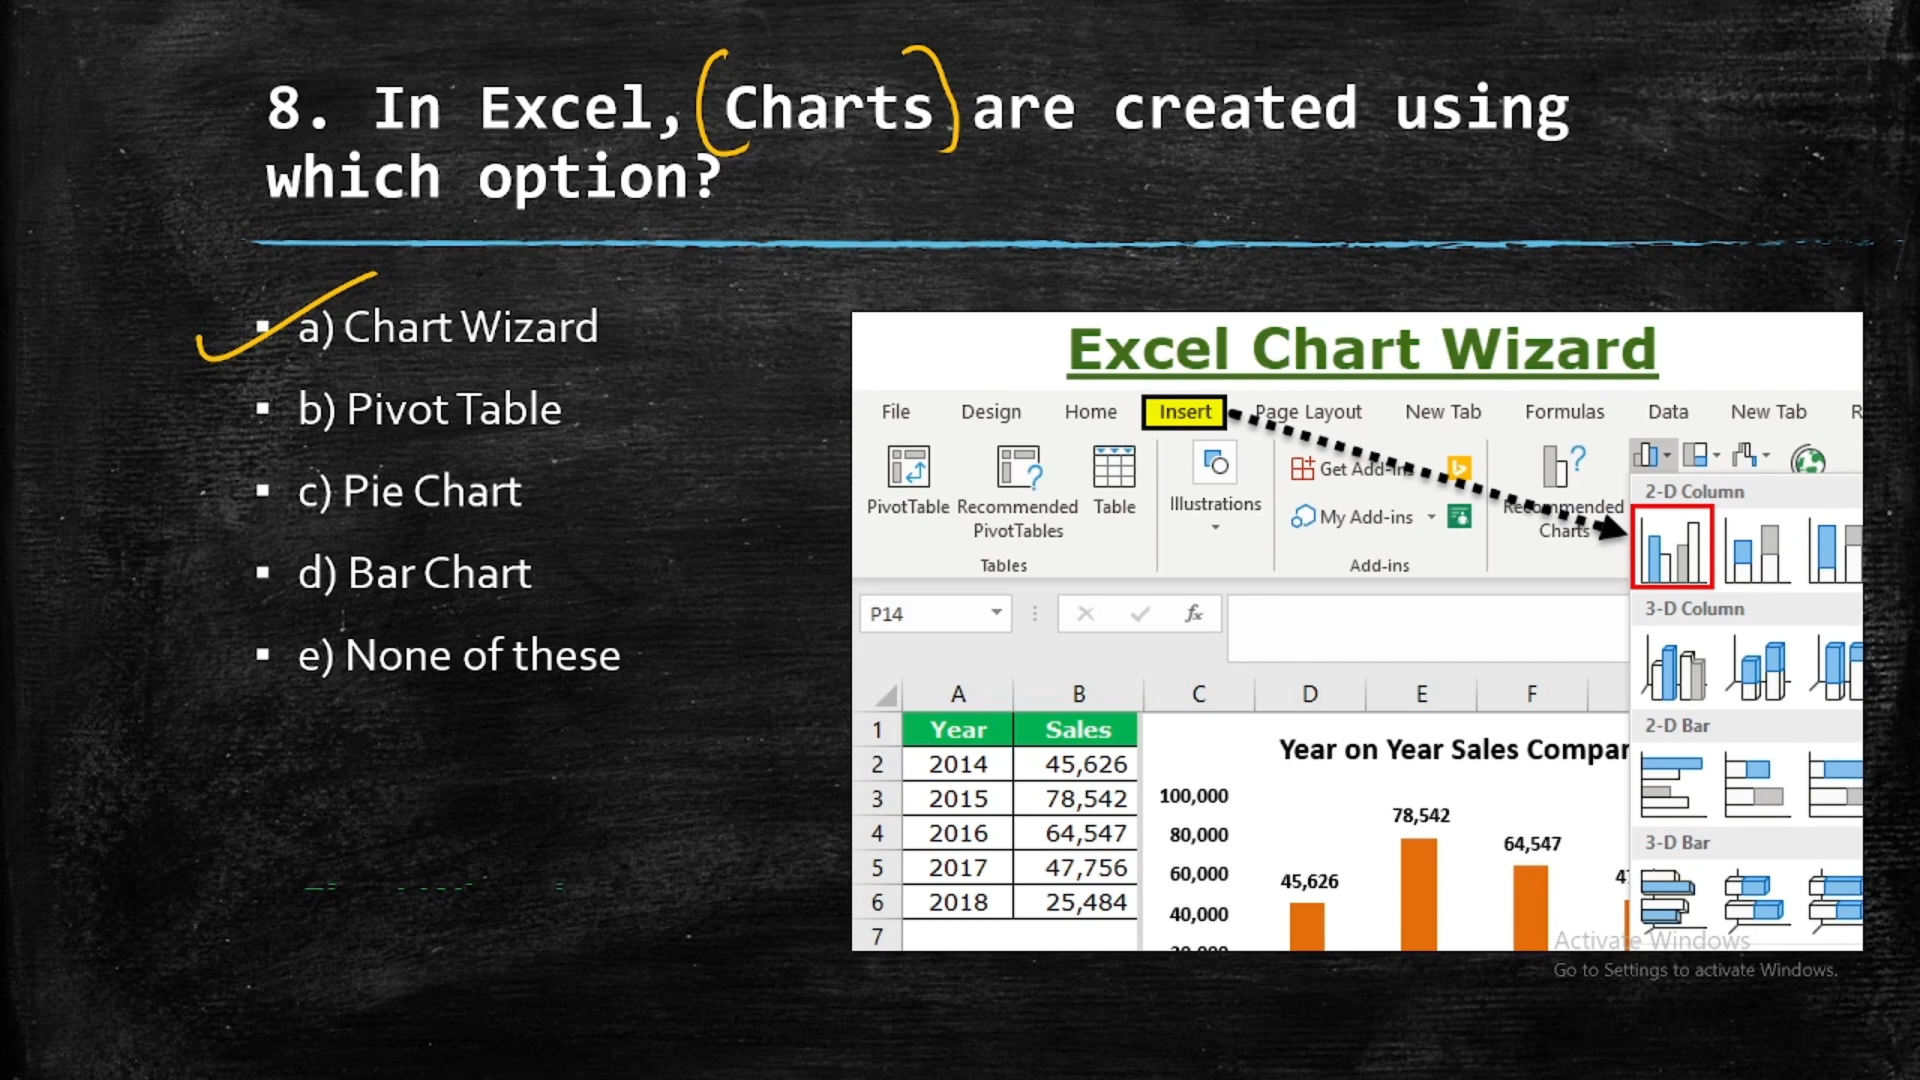 8. In Excel, Charts are created using
which option?
a) Chart Wizard
b) Pivot Table
c) Pie Chart
d) Bar Chart
e) None of these
Excel Chart Wizard
File Design Home Insert Page Layout New Tab Formulas Data New Tab R
PivotTable Recommended PivotTables Table
Tables
Illustrations
Get Add-ins
My Add-ins
Add-ins
Recommended Charts
2-D Column
3-D Column
2-D Bar
3-D Bar
P14 fx
A B C D E F
1 Year Sales
2 2014 45,626
3 2015 78,542
4 2016 64,547
5 2017 47,756
6 2018 25,484
7
Year on Year Sales Compar
100,000
80,000
60,000
40,000
45,626
78,542
64,547
Activate Windows
Go to Settings to activate Windows.